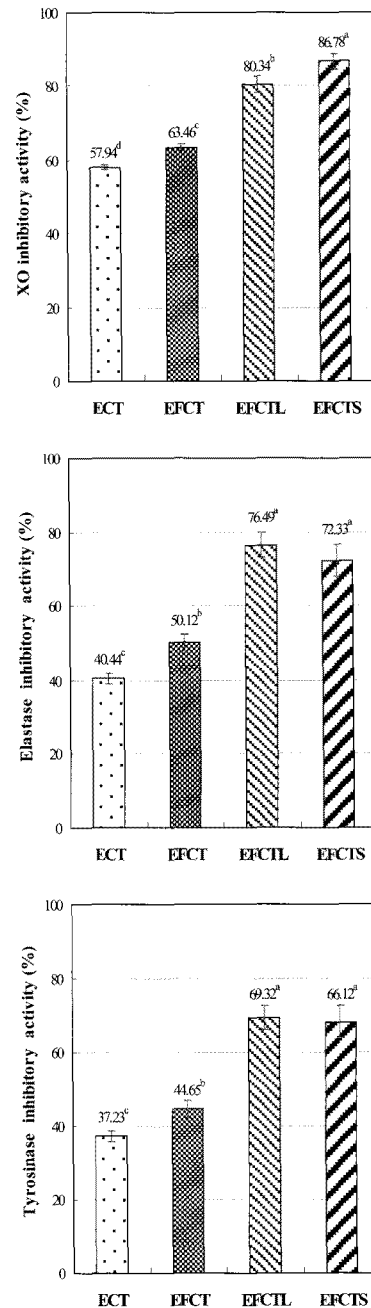 XO inhibitory activity (%)
100
80
60
40
20
0
57.94d
63.46c
80.34b
86.78a
ECT EFCT EFCTL EFCTS
Elastase inhibitory activity (%)
100
80
60
40
20
0
40.44c
50.12b
76.49a
72.33a
ECT EFCT EFCTL EFCTS
Tyrosinase inhibitory activity (%)
100
80
60
40
20
0
37.23c
44.65b
69.32a
66.12a
ECT EFCT EFCTL EFCTS